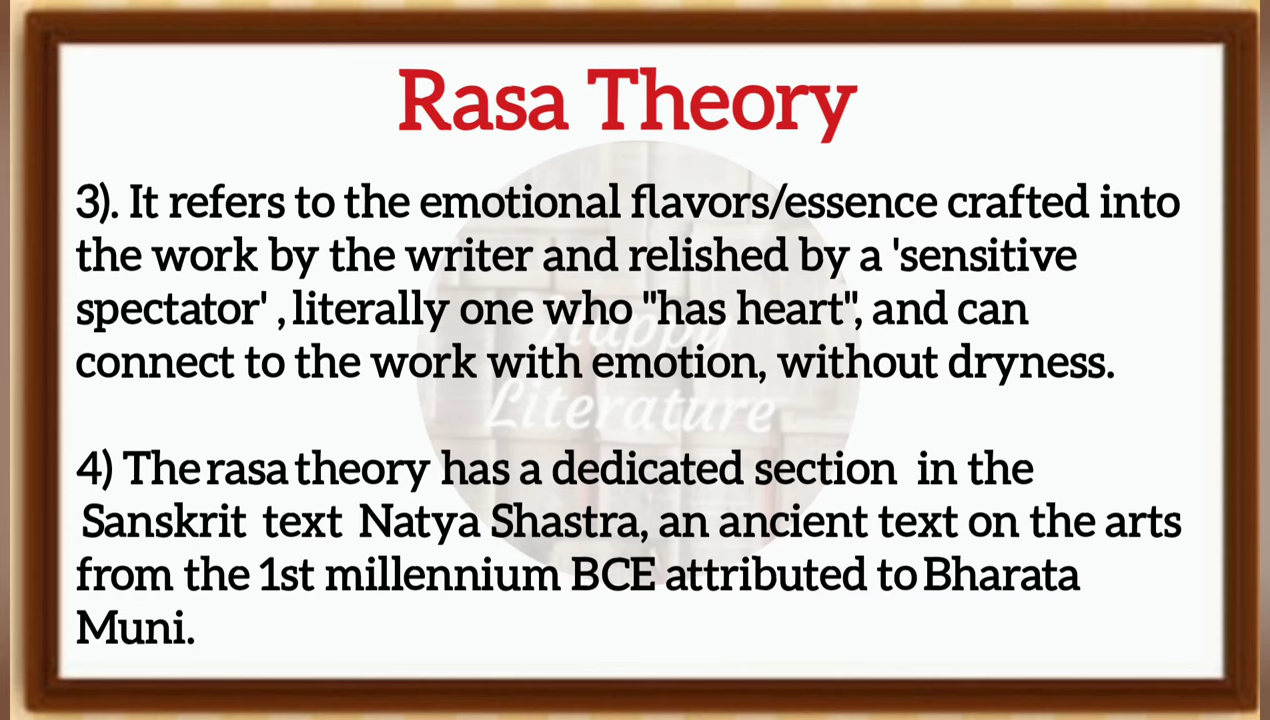 Rasa Theory
3). It refers to the emotional flavors/essence crafted into
the work by the writer and relished by a 'sensitive
spectator' , literally one who "has heart", and can
connect to the work with emotion, without dryness.
Happy
Literature
4) The rasa theory has a dedicated section in the
Sanskrit text Natya Shastra, an ancient text on the arts
from the 1st millennium BCE attributed to Bharata
Muni.